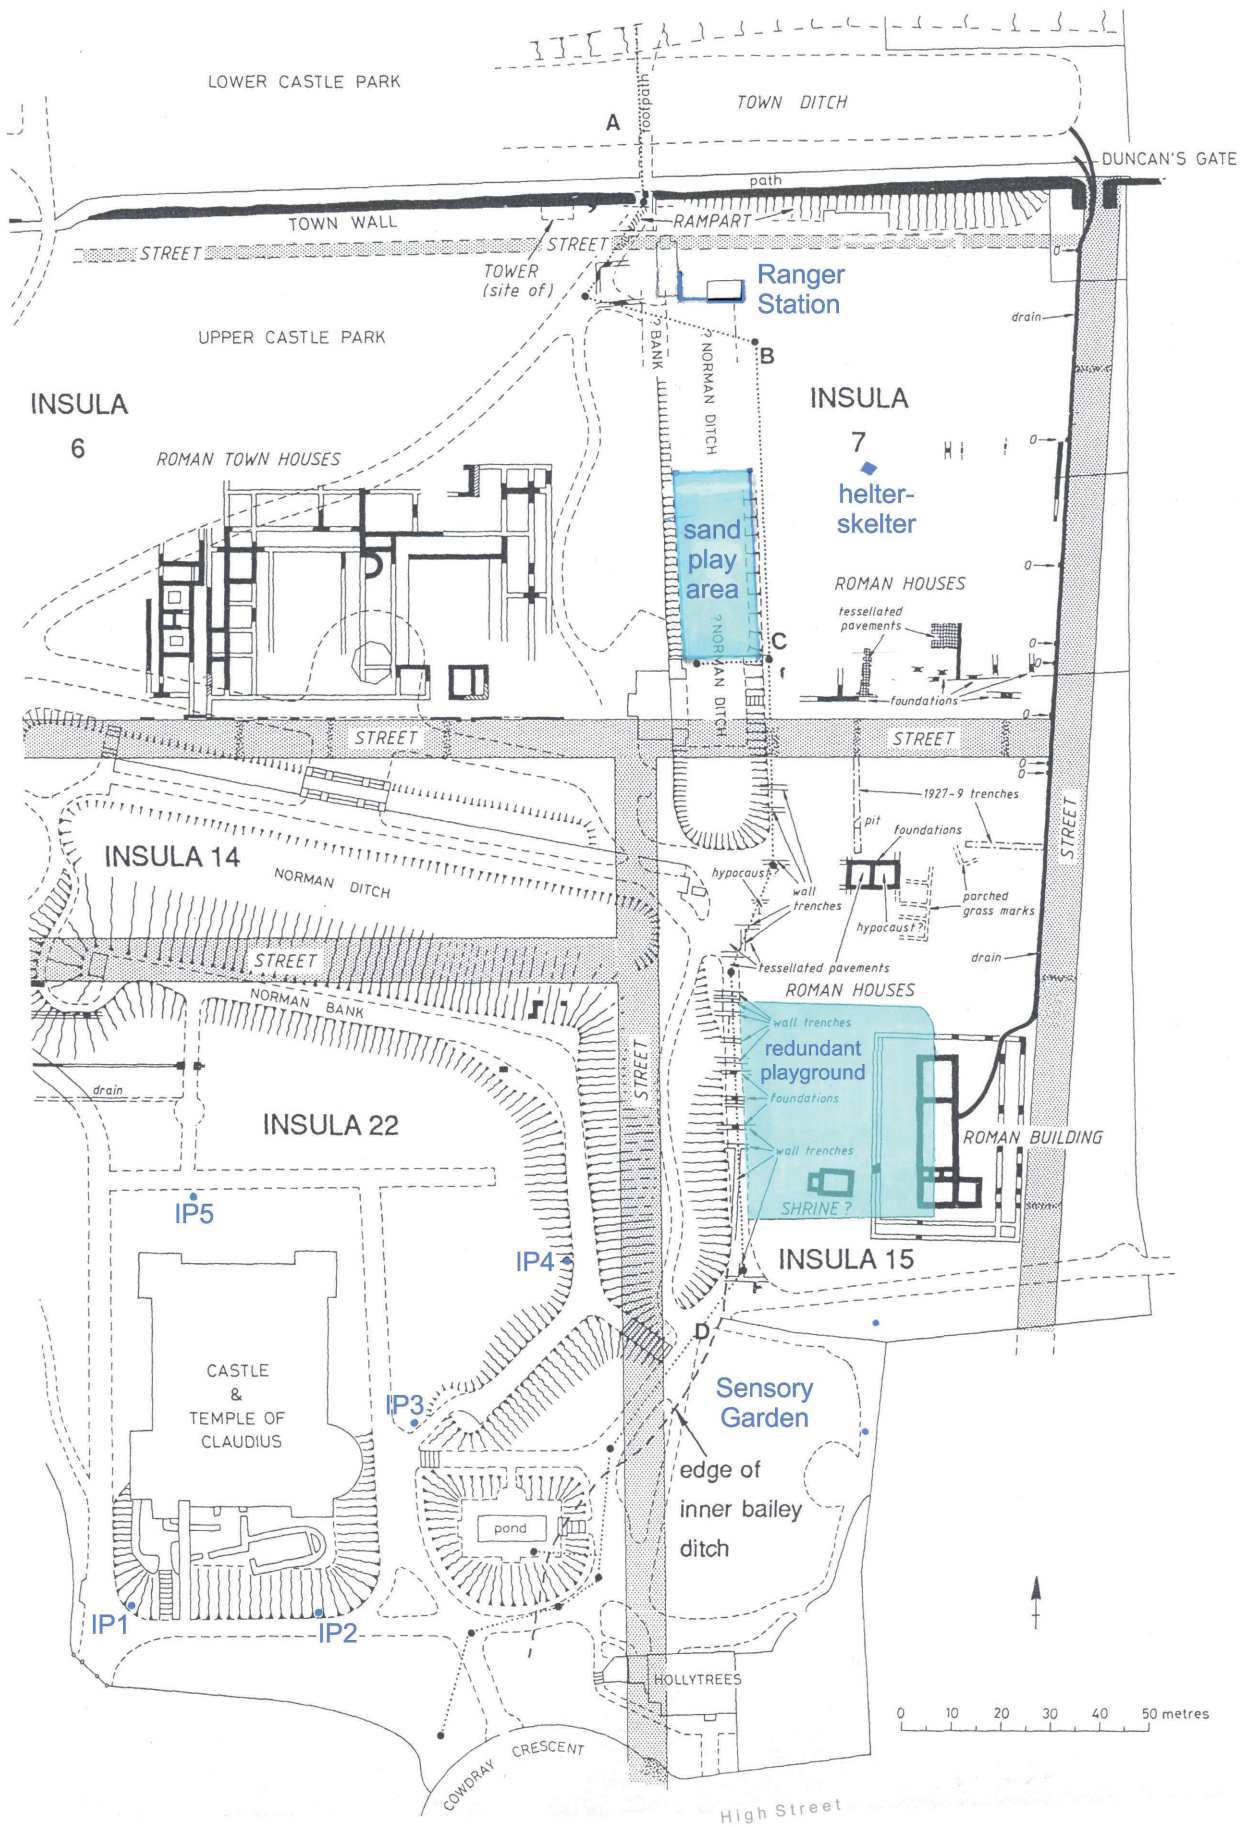 LOWER CASTLE PARK
footpath
TOWN DITCH
A
DUNCAN'S GATE
path
TOWN WALL
RAMPART
STREET
STREET
TOWER
(site of)
Ranger
Station
O
drain
UPPER CASTLE PARK
? BANK
? NORMAN DITCH
B
INSULA
6
INSULA
7
ROMAN TOWN HOUSES
O
helter-
skelter
sand
play
area
O
ROMAN HOUSES
tessellated
pavements
? NORMAN DITCH
C
O
O
foundations
O
STREET
STREET
O
O
1927-9 trenches
STREET
pit
foundations
INSULA 14
NORMAN DITCH
hypocaust
wall
trenches
parched
grass marks
hypocaust?
STREET
drain
tessellated pavements
NORMAN BANK
ROMAN HOUSES
wall trenches
redundant
playground
STREET
drain
foundations
INSULA 22
ROMAN BUILDING
wall trenches
IP5
SHRINE ?
IP4
INSULA 15
D
CASTLE
&
TEMPLE OF
CLAUDIUS
Sensory
Garden
IP3
edge of
inner bailey
ditch
pond
IP1
IP2
HOLLYTREES
0 10 20 30 40 50 metres
COWDRAY CRESCENT
High Street